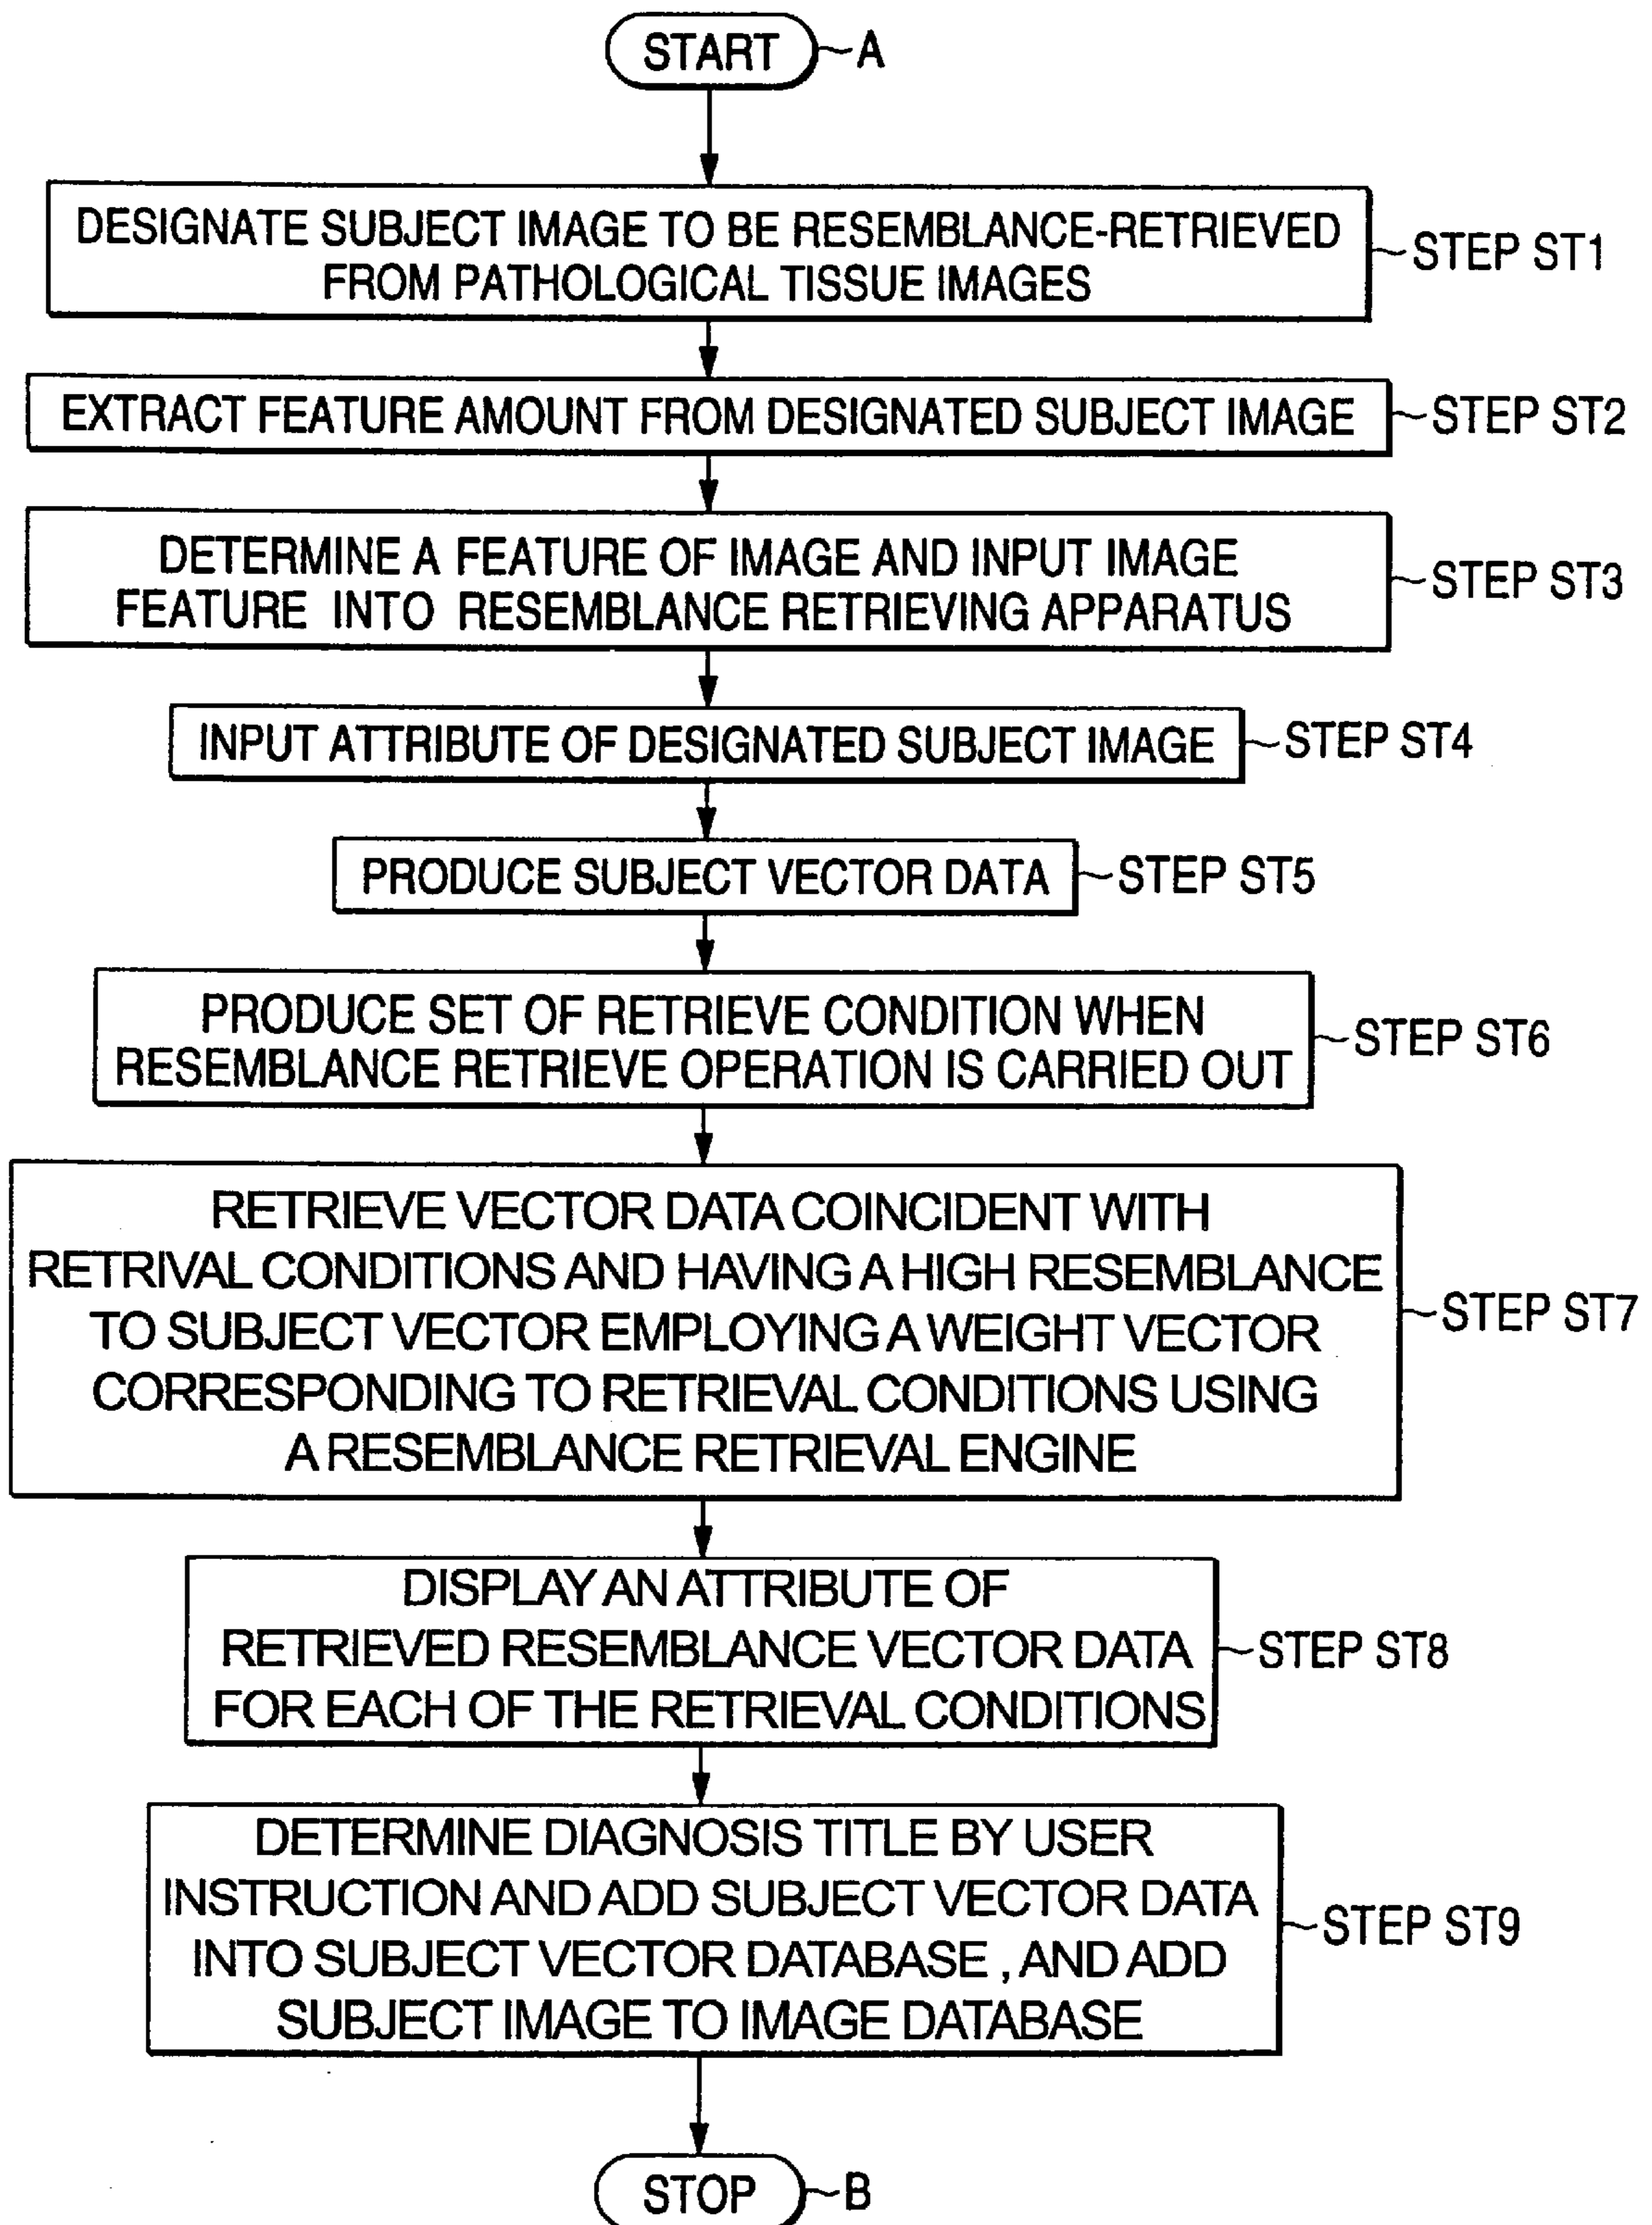 START
A
DESIGNATE SUBJECT IMAGE TO BE RESEMBLANCE-RETRIEVED
FROM PATHOLOGICAL TISSUE IMAGES
STEP ST1
EXTRACT FEATURE AMOUNT FROM DESIGNATED SUBJECT IMAGE
STEP ST2
DETERMINE A FEATURE OF IMAGE AND INPUT IMAGE
FEATURE INTO RESEMBLANCE RETRIEVING APPARATUS
STEP ST3
INPUT ATTRIBUTE OF DESIGNATED SUBJECT IMAGE
STEP ST4
PRODUCE SUBJECT VECTOR DATA
STEP ST5
PRODUCE SET OF RETRIEVE CONDITION WHEN
RESEMBLANCE RETRIEVE OPERATION IS CARRIED OUT
STEP ST6
RETRIEVE VECTOR DATA COINCIDENT WITH
RETRIVAL CONDITIONS AND HAVING A HIGH RESEMBLANCE
TO SUBJECT VECTOR EMPLOYING A WEIGHT VECTOR
CORRESPONDING TO RETRIEVAL CONDITIONS USING
A RESEMBLANCE RETRIEVAL ENGINE
STEP ST7
DISPLAY AN ATTRIBUTE OF
RETRIEVED RESEMBLANCE VECTOR DATA
FOR EACH OF THE RETRIEVAL CONDITIONS
STEP ST8
DETERMINE DIAGNOSIS TITLE BY USER
INSTRUCTION AND ADD SUBJECT VECTOR DATA
INTO SUBJECT VECTOR DATABASE , AND ADD
SUBJECT IMAGE TO IMAGE DATABASE
STEP ST9
STOP
B